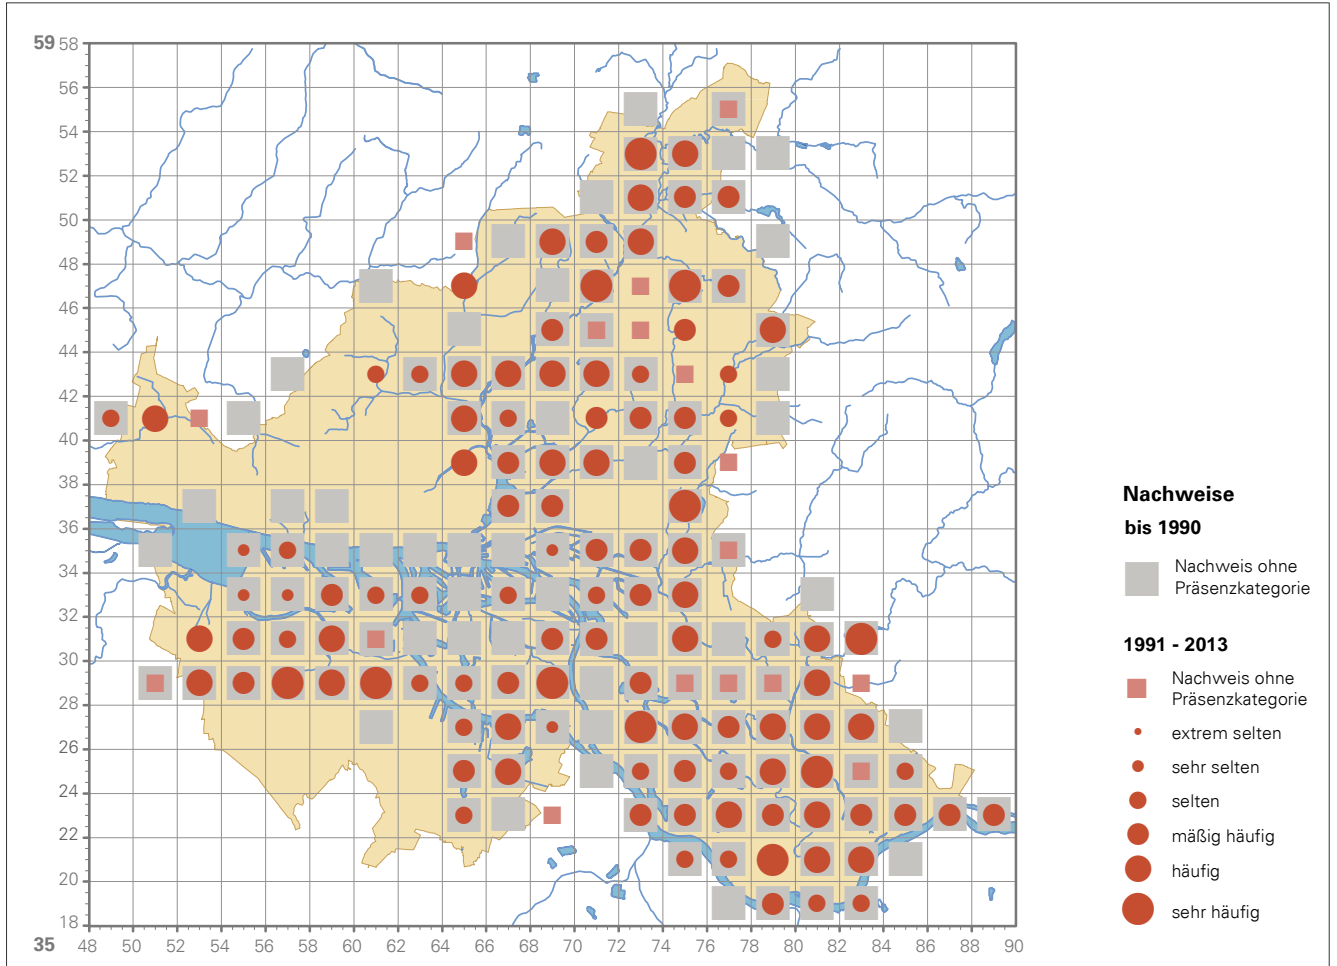 59 58
56
54
52
50
48
46
44
42
40
38
36
34
32
30
28
26
24
22
20
18
35
48 50 52 54 56 58 60 62 64 66 68 70 72 74 76 78 80 82 84 86 88 90
Nachweise
bis 1990
Nachweis ohne
Präsenzkategorie
1991 - 2013
Nachweis ohne
Präsenzkategorie
extrem selten
sehr selten
selten
mäßig häufig
häufig
sehr häufig